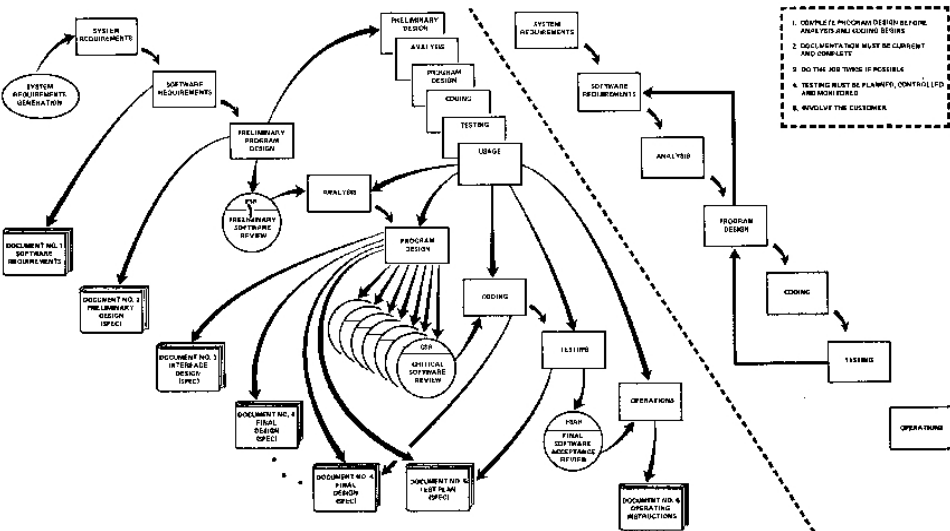 SYSTEM
REQUIREMENTS
SYSTEM
REQUIREMENTS
GENERATION
SOFTWARE
REQUIREMENTS
PRELIMINARY
PROGRAM
DESIGN
PRELIMINARY
DESIGN
ANALYSIS
PROGRAM
DESIGN
CODING
TESTING
USAGE
PSR
PRELIMINARY
SOFTWARE
REVIEW
ANALYSIS
PROGRAM
DESIGN
CODING
CSR
CRITICAL
SOFTWARE
REVIEW
TESTING
FSAR
FINAL
SOFTWARE
ACCEPTANCE
REVIEW
OPERATIONS
DOCUMENT NO. 1
SOFTWARE
REQUIREMENTS
DOCUMENT NO. 2
PRELIMINARY
DESIGN
(SPEC)
DOCUMENT NO. 3
INTERFACE
DESIGN
(SPEC)
DOCUMENT NO. 4
FINAL
DESIGN
(SPEC)
DOCUMENT NO. 4
FINAL
DESIGN
(SPEC)
DOCUMENT NO.
TEST PLAN
(SPEC)
DOCUMENT NO. 6
OPERATING
INSTRUCTIONS
SYSTEM
REQUIREMENTS
SOFTWARE
REQUIREMENTS
ANALYSIS
PROGRAM
DESIGN
CODING
TESTING
OPERATIONS
1. COMPLETE PROGRAM DESIGN BEFORE
ANALYSIS AND CODING BEGINS
2. DOCUMENTATION MUST BE CURRENT
AND COMPLETE
3. DO THE JOB TWICE IF POSSIBLE
4. TESTING MUST BE PLANNED, CONTROLLED
AND MONITORED
5. INVOLVE THE CUSTOMER